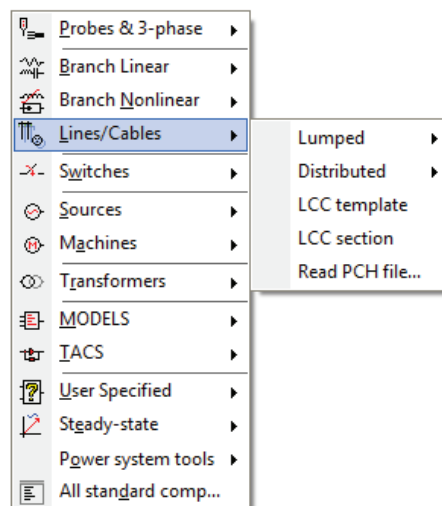 Probes & 3-phase
Branch Linear
Branch Nonlinear
Lines/Cables
Switches
Sources
Machines
Transformers
MODELS
TACS
User Specified
Steady-state
Power system tools
All standard comp...
Lumped
Distributed
LCC template
LCC section
Read PCH file...